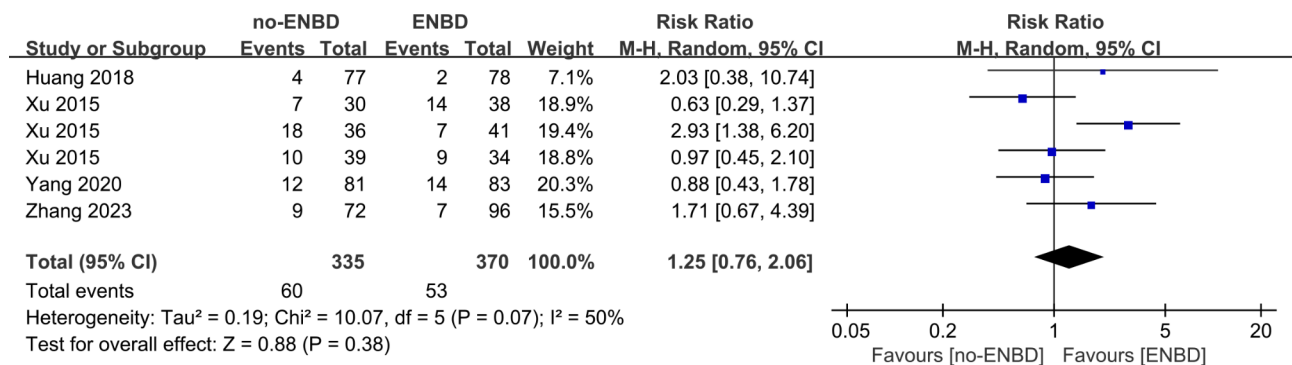 no-ENBD ENBD Risk Ratio Risk Ratio
Study or Subgroup Events Total Events Total Weight M-H, Random, 95% CI M-H, Random, 95% CI
Huang 2018 4 77 2 78 7.1% 2.03 [0.38, 10.74]
Xu 2015 7 30 14 38 18.9% 0.63 [0.29, 1.37]
Xu 2015 18 36 7 41 19.4% 2.93 [1.38, 6.20]
Xu 2015 10 39 9 34 18.8% 0.97 [0.45, 2.10]
Yang 2020 12 81 14 83 20.3% 0.88 [0.43, 1.78]
Zhang 2023 9 72 7 96 15.5% 1.71 [0.67, 4.39]
Total (95% CI) 335 370 100.0% 1.25 [0.76, 2.06]
Total events 60 53
Heterogeneity: Tau² = 0.19; Chi² = 10.07, df = 5 (P = 0.07); I² = 50%
Test for overall effect: Z = 0.88 (P = 0.38)
0.05 0.2 1 5 20
Favours [no-ENBD] Favours [ENBD]